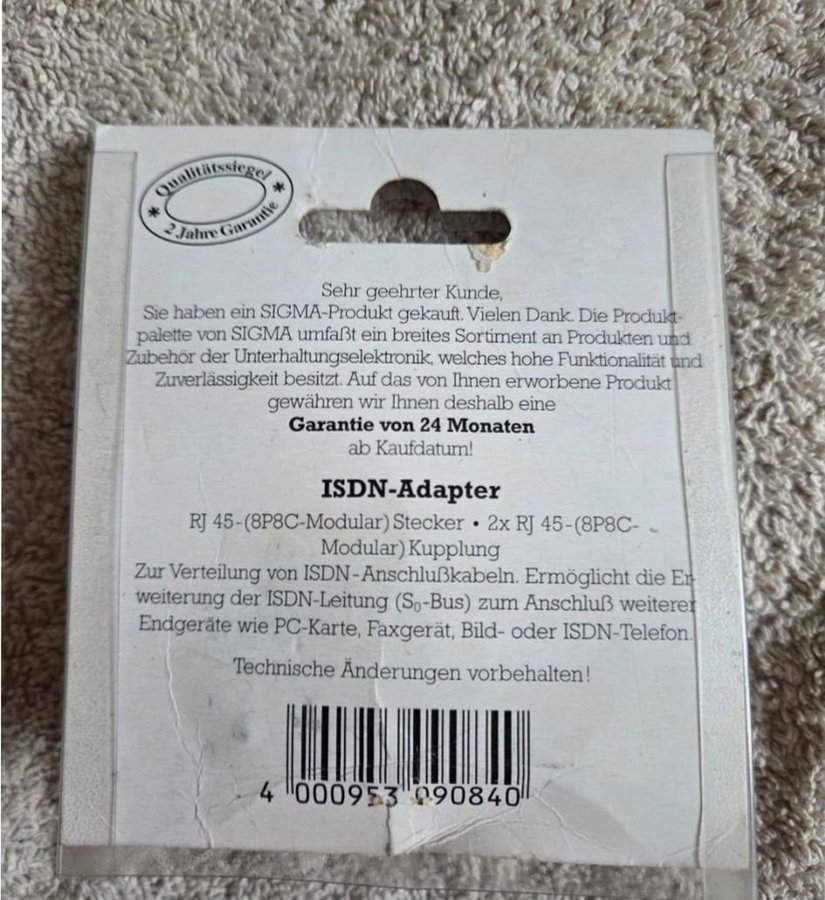 Qualitätssiegel
* *
2 Jahre Garantie
Sehr geehrter Kunde,
Sie haben ein SIGMA-Produkt gekauft. Vielen Dank. Die Produkt-
palette von SIGMA umfaßt ein breites Sortiment an Produkten und
Zubehör der Unterhaltungselektronik, welches hohe Funktionalität und
Zuverlässigkeit besitzt. Auf das von Ihnen erworbene Produkt
gewähren wir Ihnen deshalb eine
Garantie von 24 Monaten
ab Kaufdatum!
ISDN-Adapter
RJ 45-(8P8C-Modular) Stecker • 2x RJ 45-(8P8C-
Modular) Kupplung
Zur Verteilung von ISDN-Anschlußkabeln. Ermöglicht die Er-
weiterung der ISDN-Leitung (S₀-Bus) zum Anschluß weiterer
Endgeräte wie PC-Karte, Faxgerät, Bild- oder ISDN-Telefon.
Technische Änderungen vorbehalten!
4 000953 090840